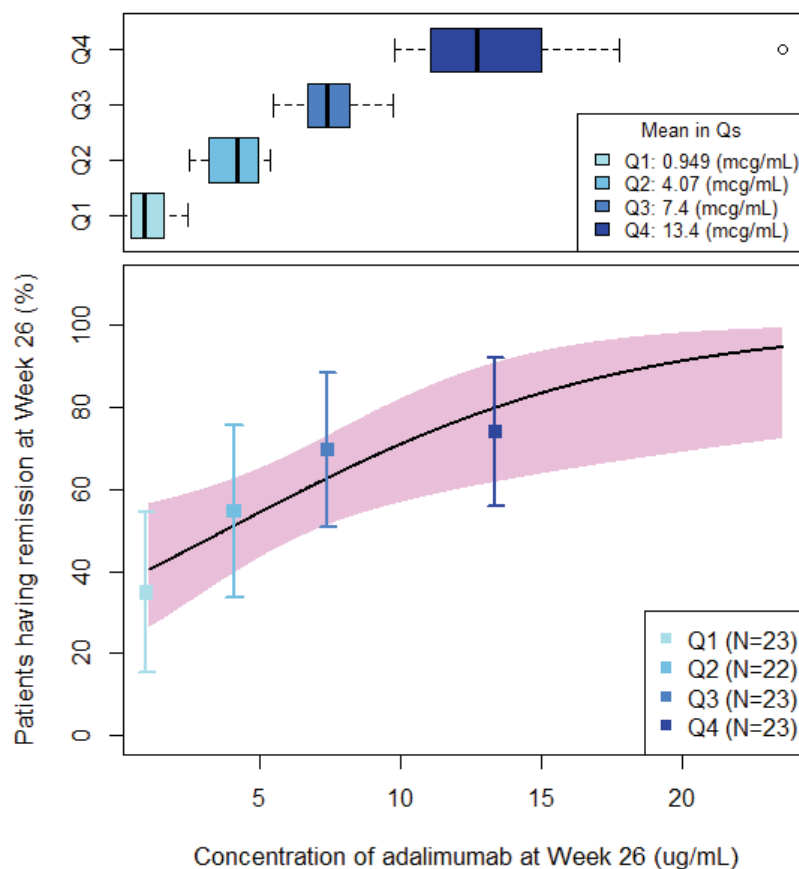 Q4
Q3
Q2
Q1
Mean in Qs
Q1: 0.949 (mcg/mL)
Q2: 4.07 (mcg/mL)
Q3: 7.4 (mcg/mL)
Q4: 13.4 (mcg/mL)
Patients having remission at Week 26 (%)
100
80
60
40
20
0
Q1 (N=23)
Q2 (N=22)
Q3 (N=23)
Q4 (N=23)
5 10 15 20
Concentration of adalimumab at Week 26 (ug/mL)